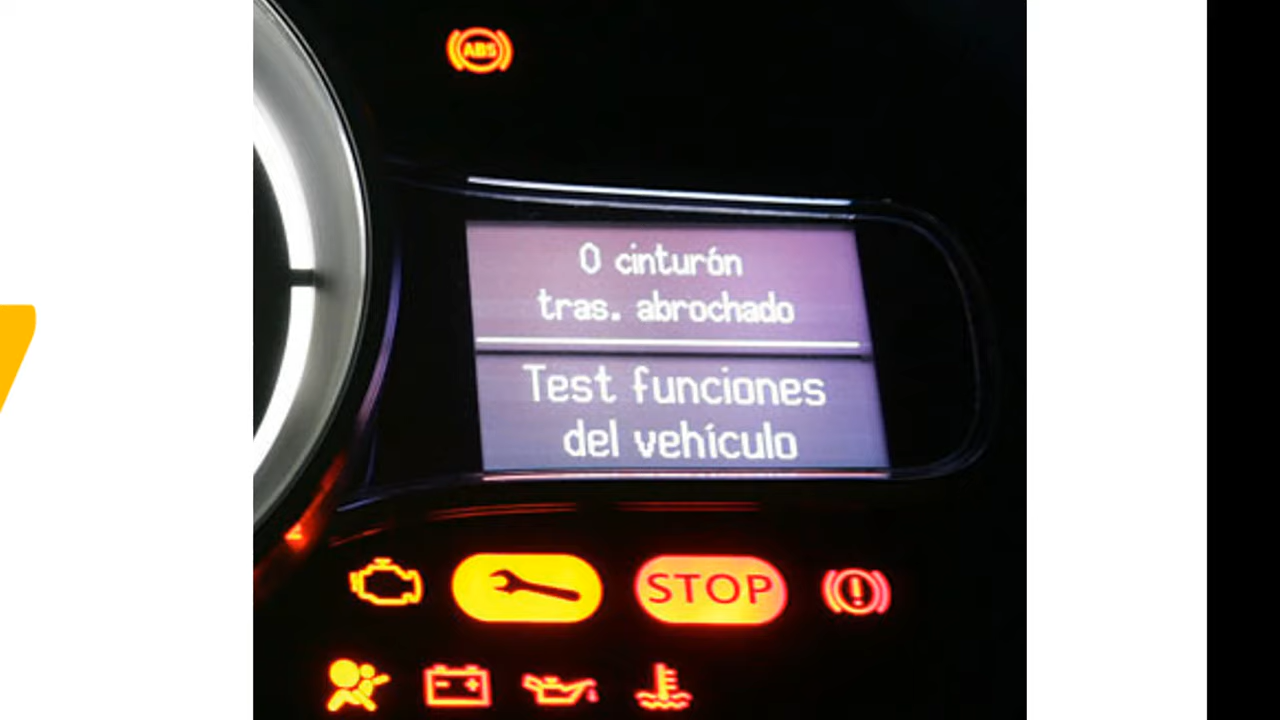 ABS
0 cinturón
tras. abrochado
Test funciones
del vehículo
STOP